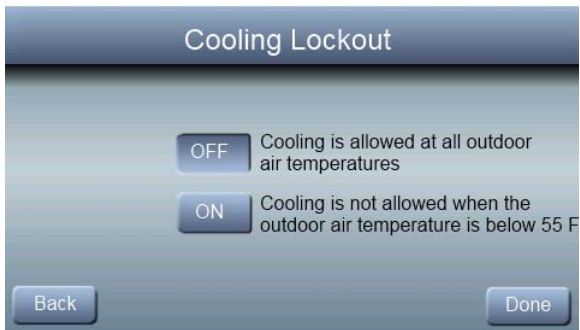 Cooling Lockout
OFF
Cooling is allowed at all outdoor
air temperatures
ON
Cooling is not allowed when the
outdoor air temperature is below 55 F
Back
Done